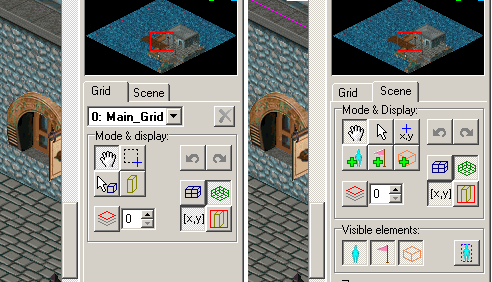 Grid Scene
0: Main_Grid
Mode & display:
0
[x,y]
Grid Scene
Mode & Display:
x,y
0
[x,y]
Visible elements: